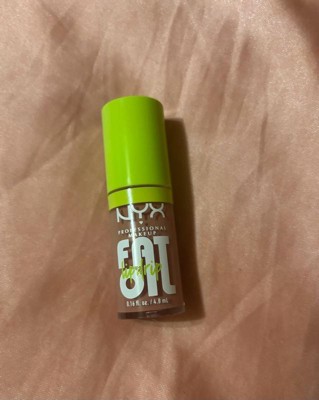 NYX
PROFESSIONAL
MAKEUP
FAT
lip drip
OIL
0.16 fl. oz. / 4.8 mL